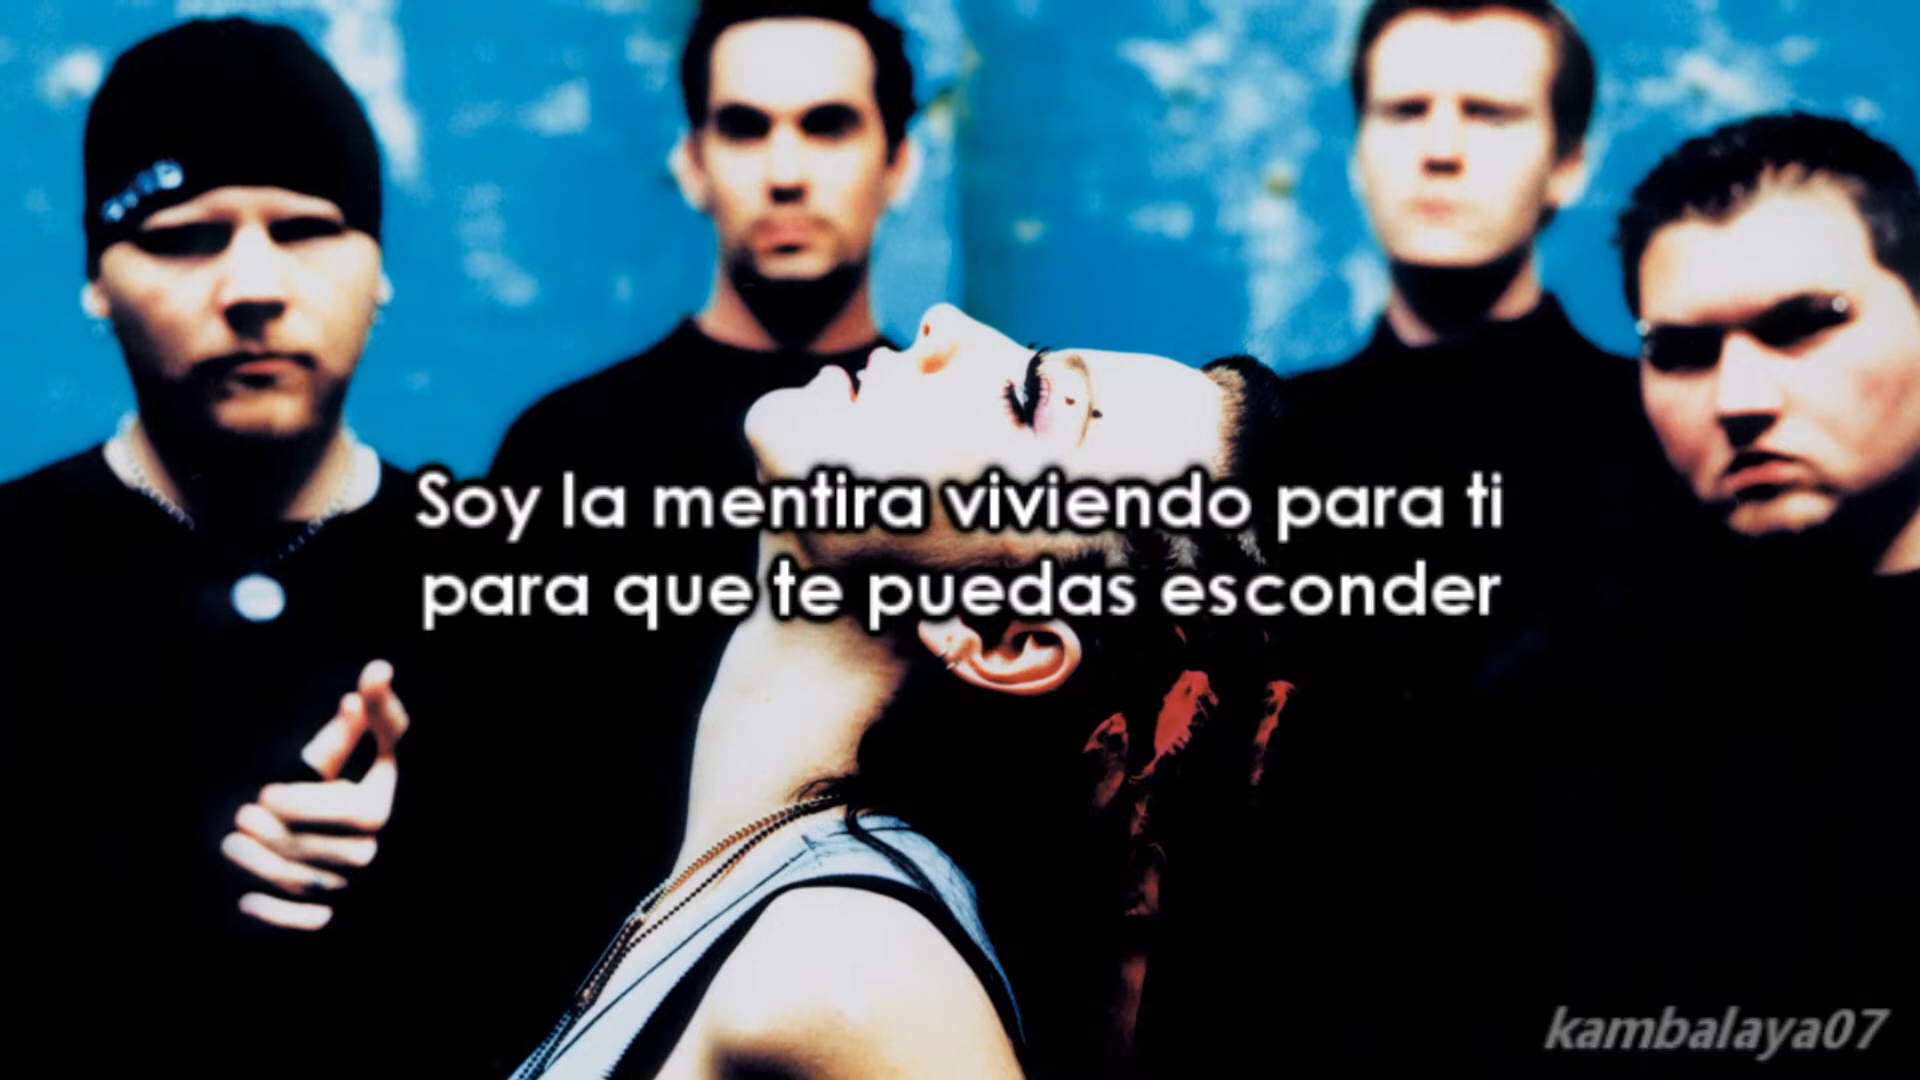 Soy la mentira viviendo para ti
para que te puedas esconder
kambalaya07